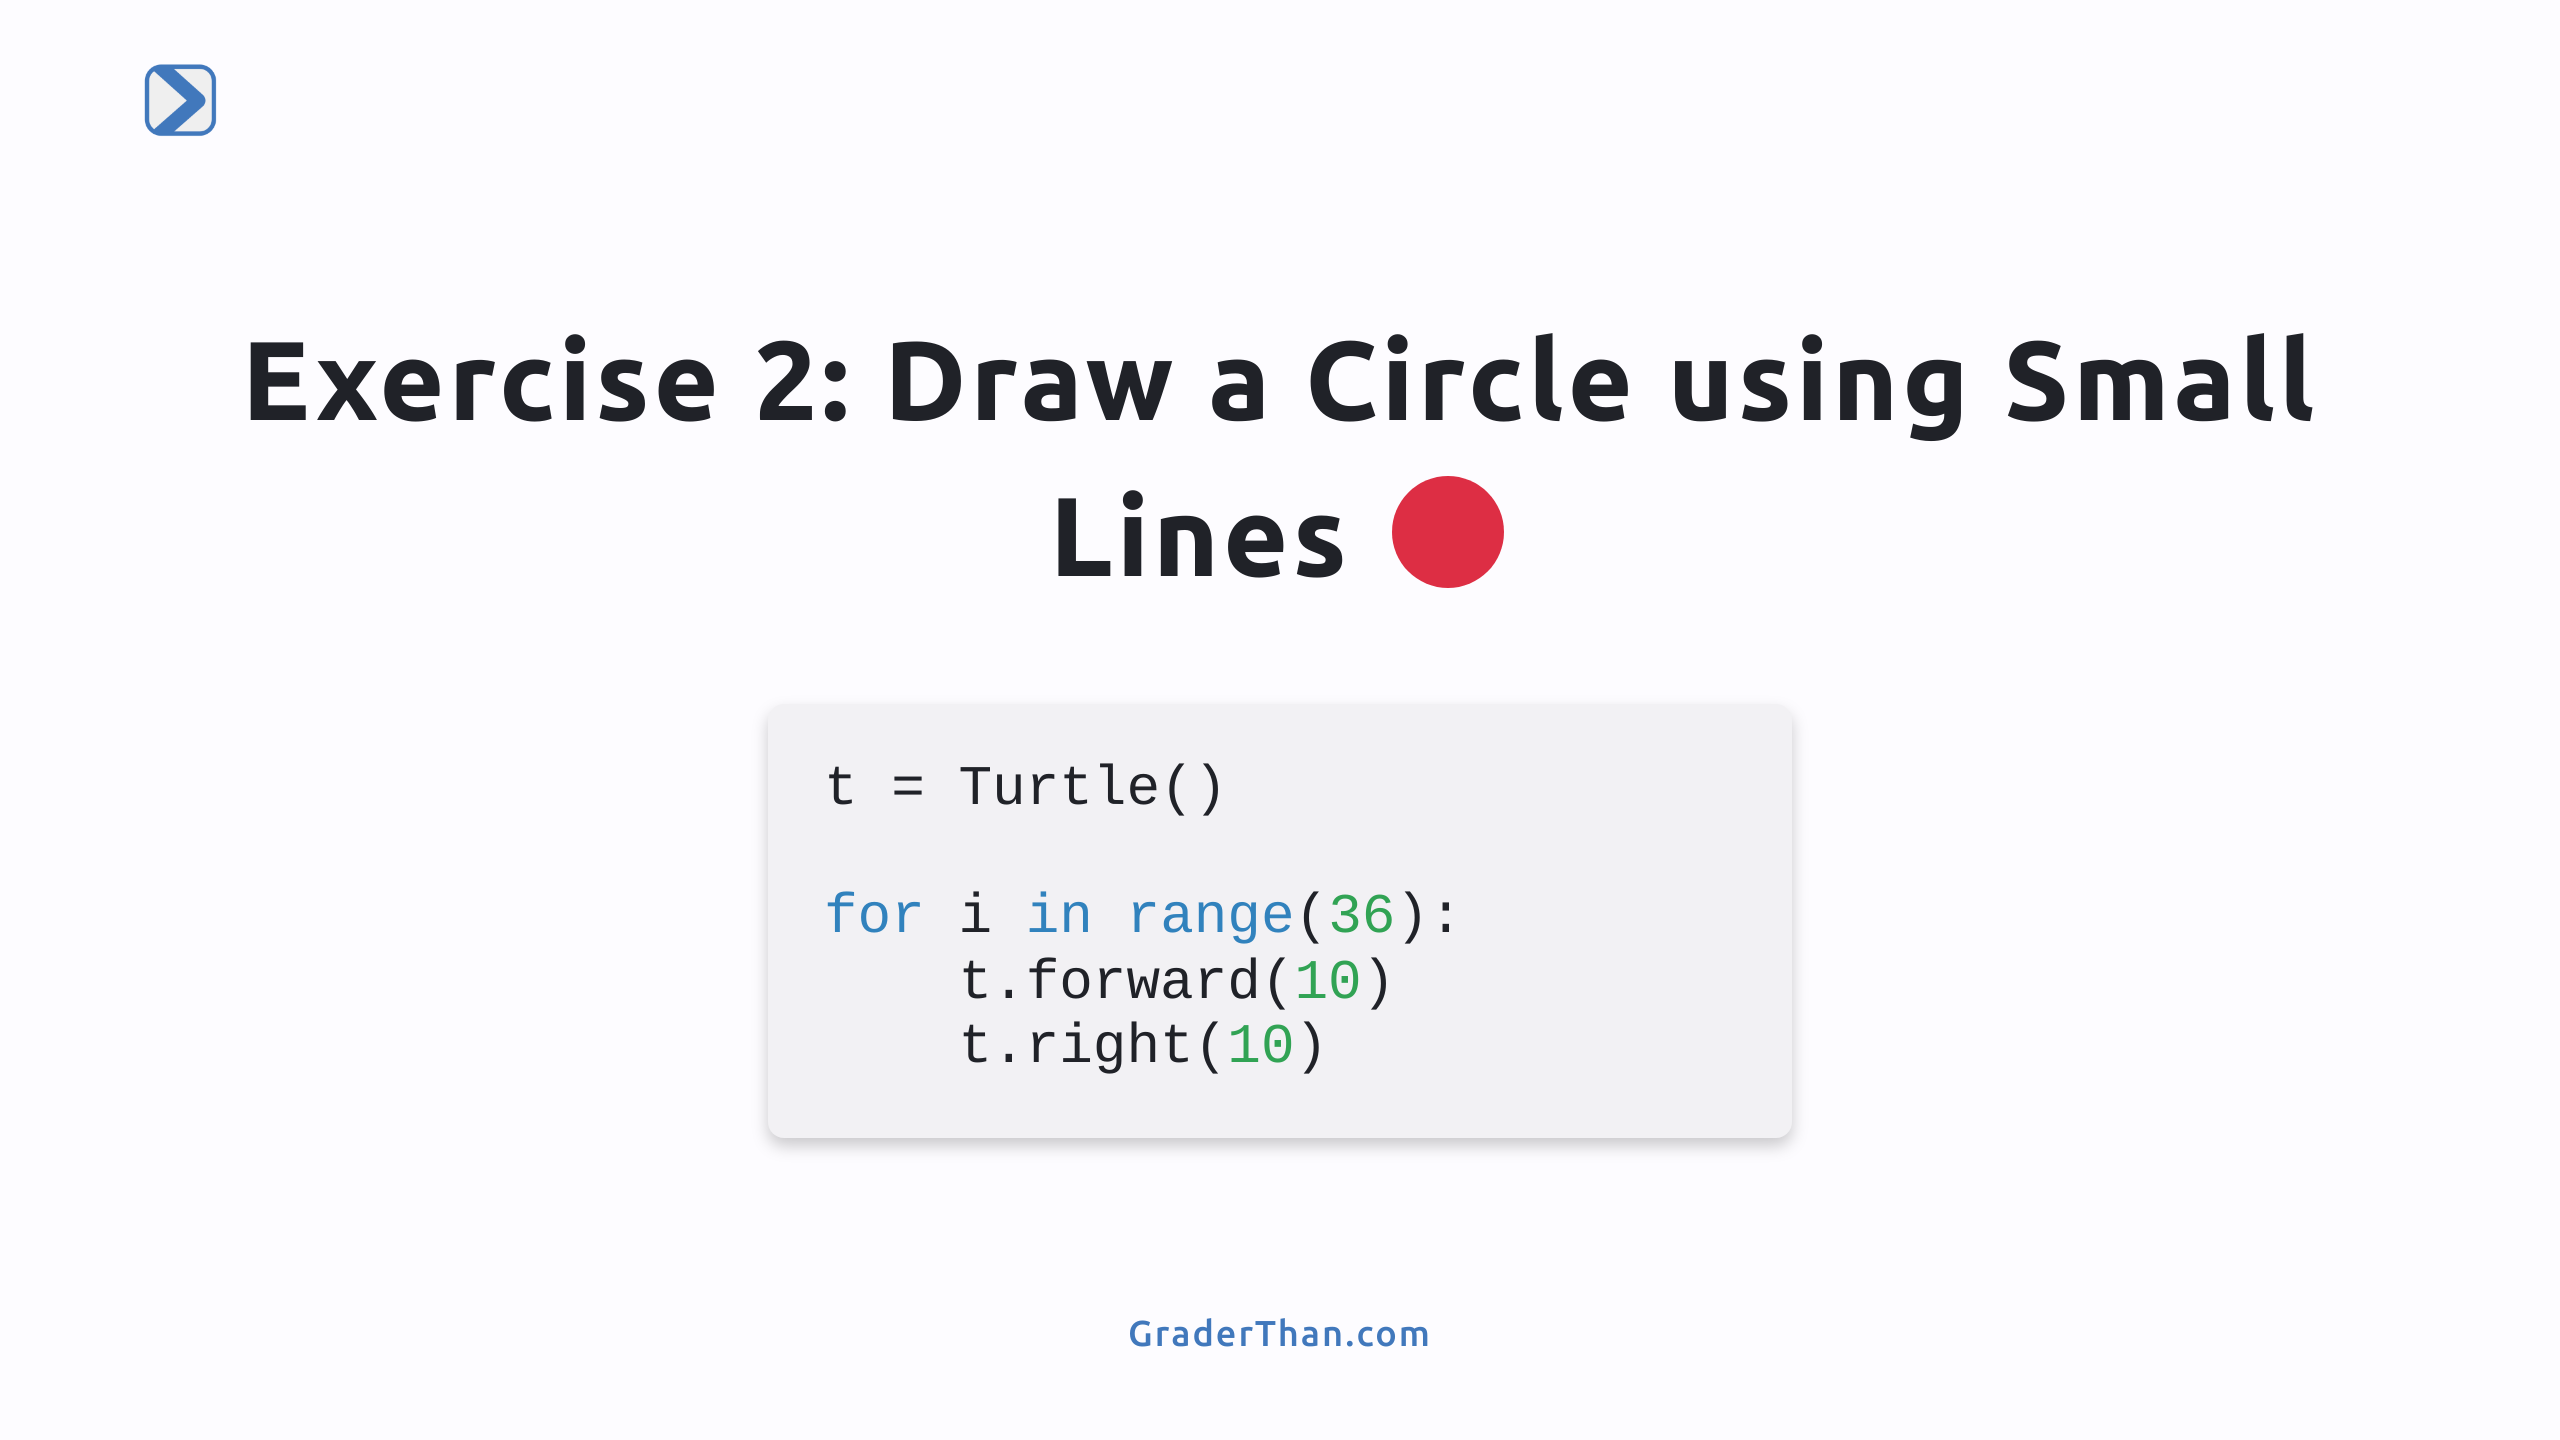 Exercise 2: Draw a Circle using Small
Lines
t = Turtle()
for i in range(36):
    t.forward(10)
    t.right(10)
GraderThan.com